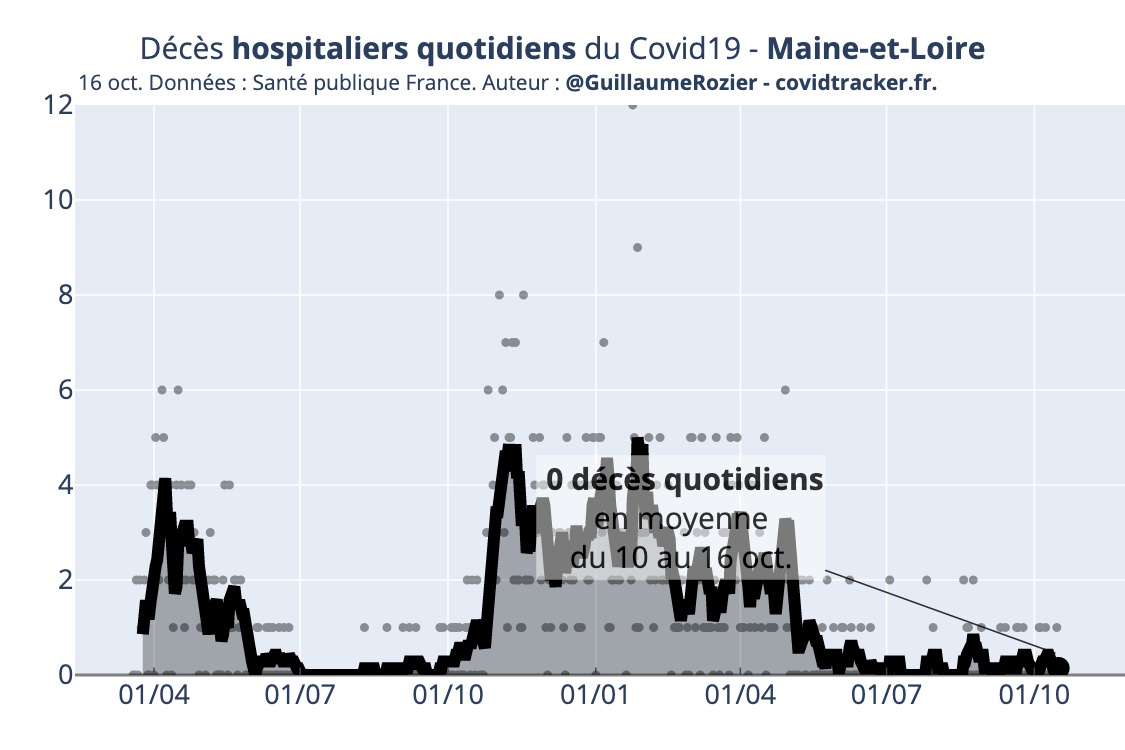 Décès hospitaliers quotidiens du Covid19 - Maine-et-Loire
16 oct. Données : Santé publique France. Auteur : @GuillaumeRozier - covidtracker.fr.
12
10
8
6
4
2
0
0 décès quotidiens
en moyenne
du 10 au 16 oct.
01/04 01/07 01/10 01/01 01/04 01/07 01/10